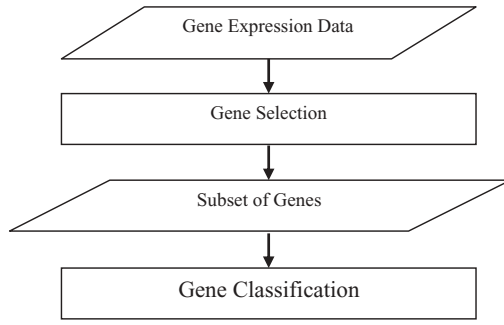 Gene Expression Data
Gene Selection
Subset of Genes
Gene Classification